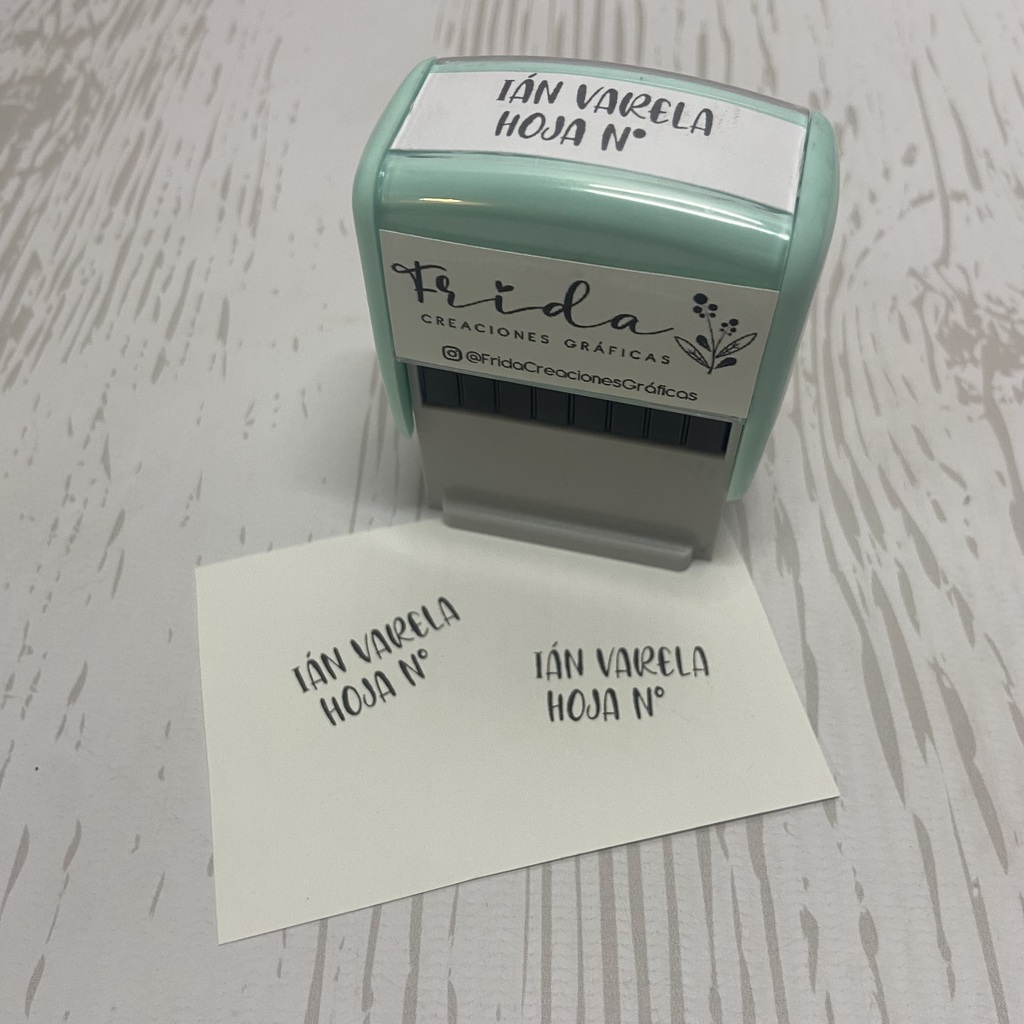 IÁN VARELA
HOJA N°
Frida
CREACIONES GRÁFICAS
@FridaCreacionesGráficas
IÁN VARELA
HOJA N°
IÁN VARELA
HOJA N°